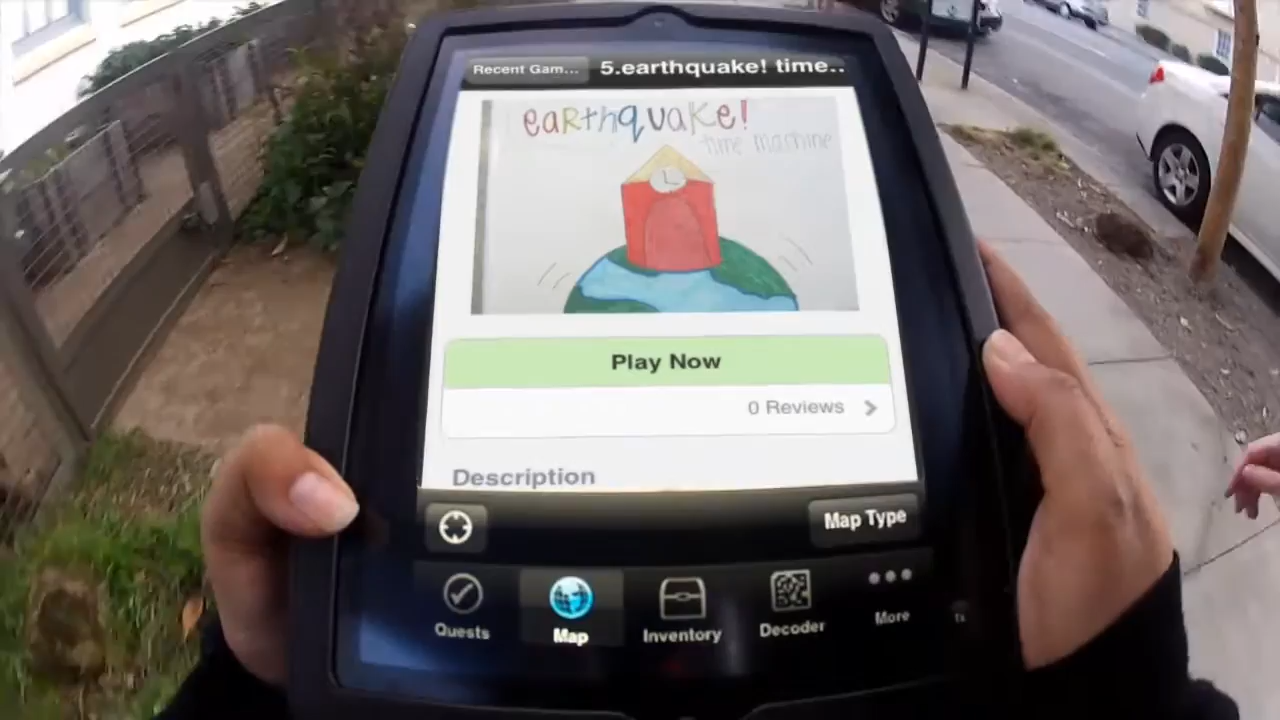 Recent Gam...
5.earthquake! time..
earthquake!
time machine
Play Now
0 Reviews
Description
Map Type
Quests
Map
Inventory
Decoder
More
1x